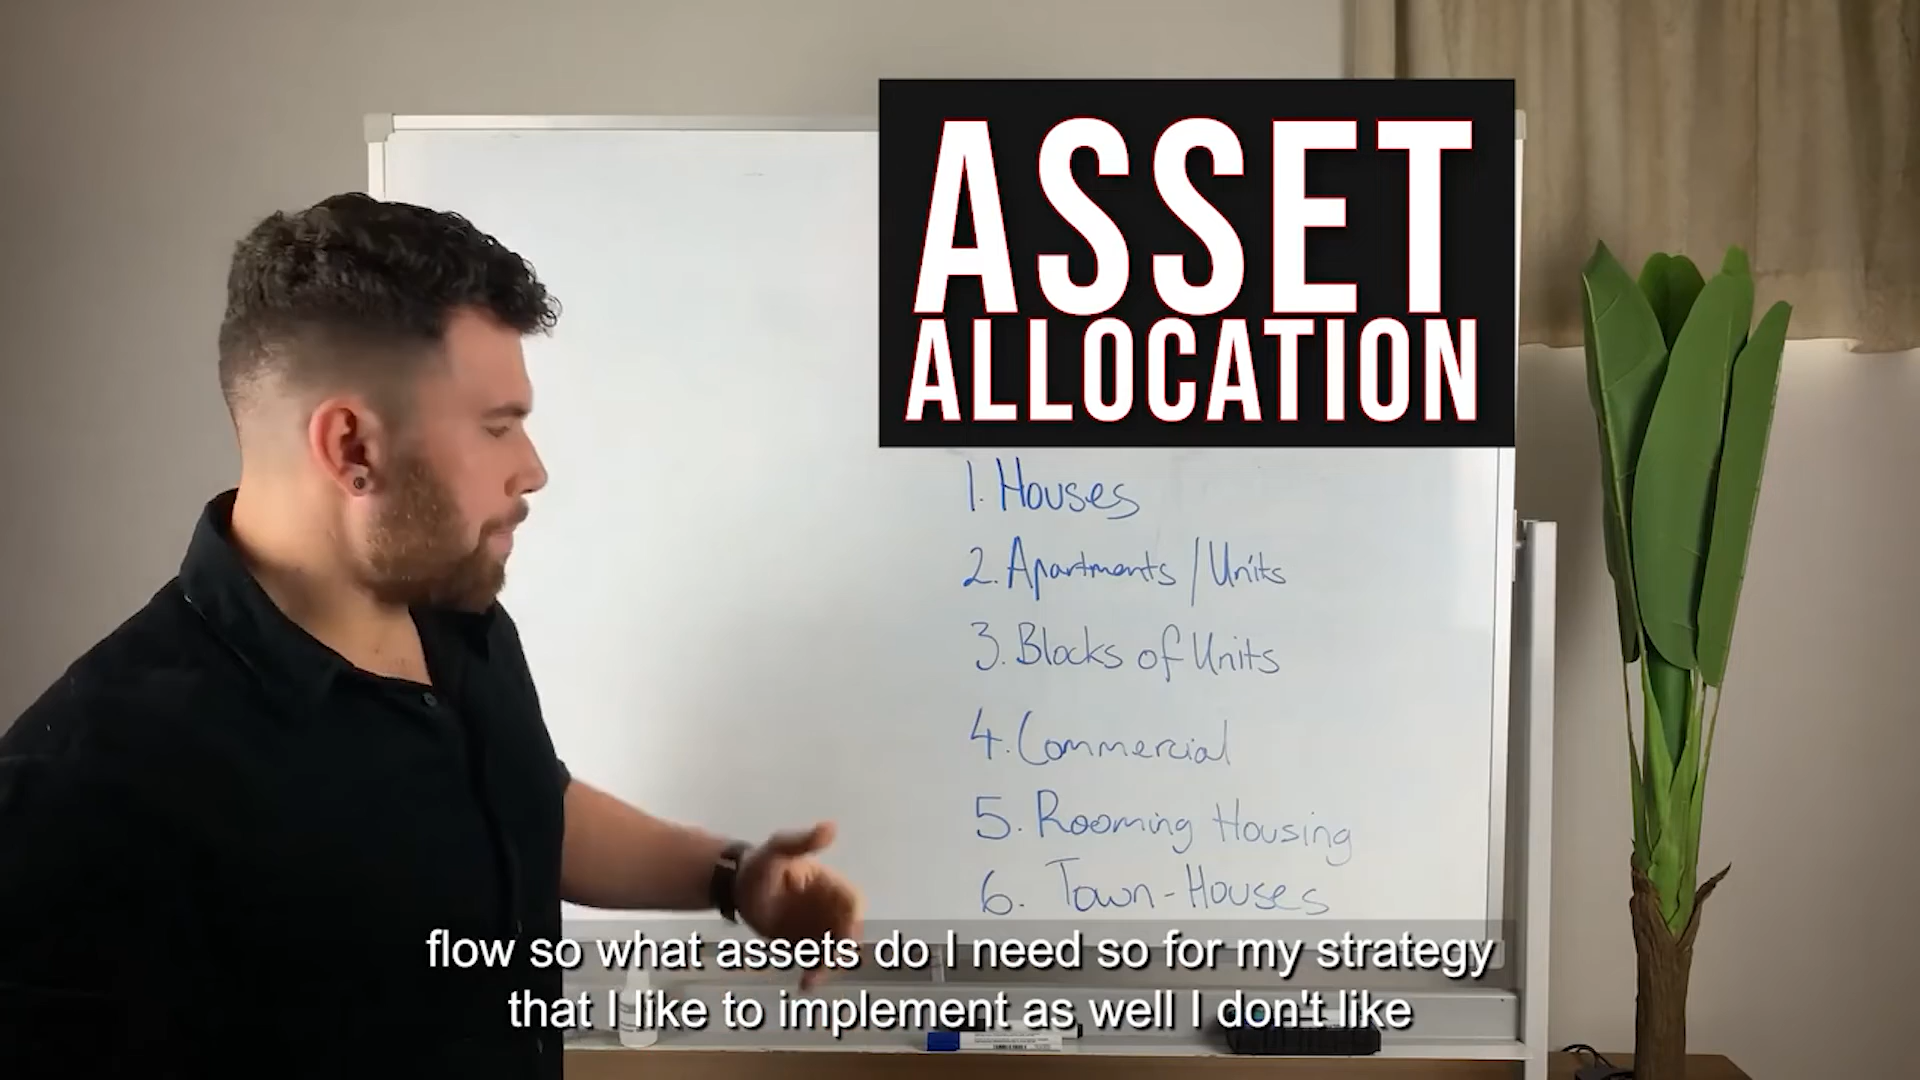 ASSET
ALLOCATION
1. Houses
2. Apartments / Units
3. Blocks of Units
4. Commercial
5. Rooming Housing
6. Town-Houses
flow so what assets do I need so for my strategy
that I like to implement as well I don't like